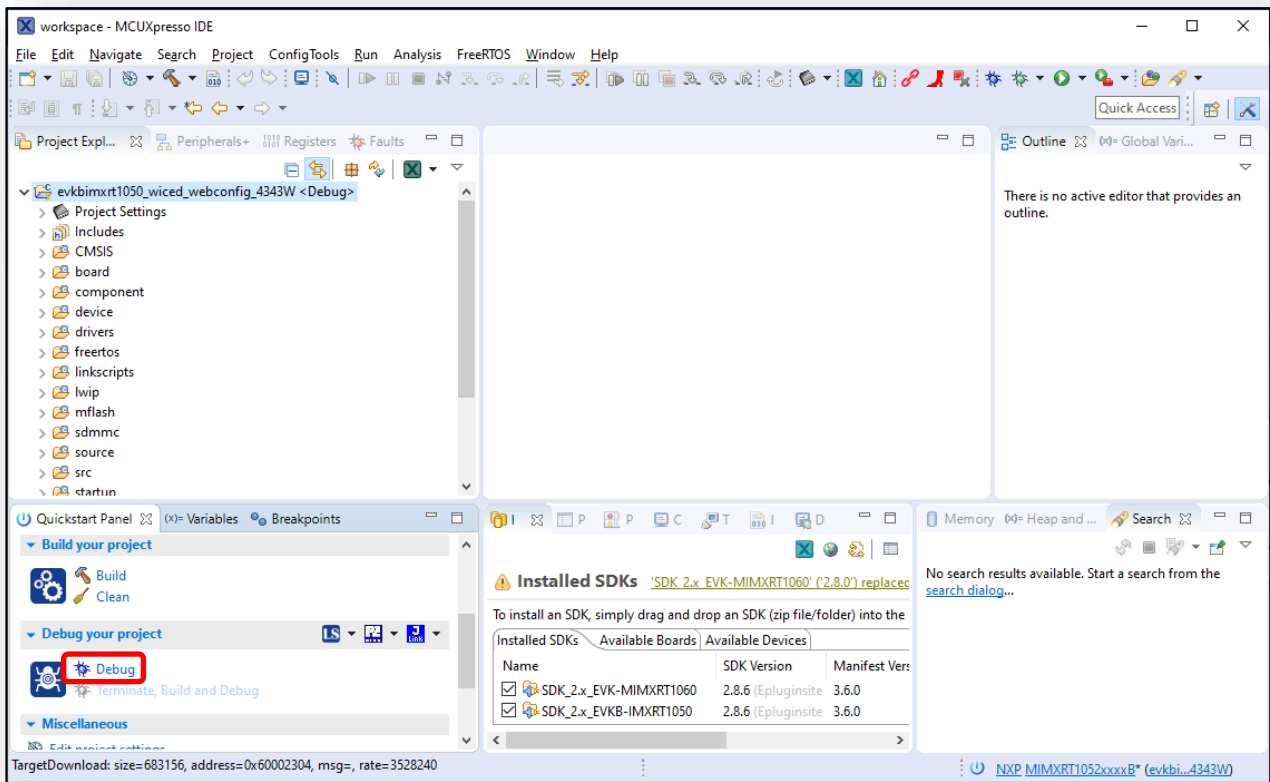 workspace - MCUXpresso IDE
File Edit Navigate Search Project ConfigTools Run Analysis FreeRTOS Window Help
Quick Access
Project Expl... Peripherals+ Registers Faults
Outline Global Vari...
evkbimxrt1050_wiced_webconfig_4343W <Debug>
There is no active editor that provides an
outline.
Project Settings
Includes
CMSIS
board
component
device
drivers
freertos
linkscripts
lwip
mflash
sdmmc
source
src
startup
Quickstart Panel (x)= Variables Breakpoints
I P P C T I D
Memory Heap and ... Search
Build your project
Build
Clean
Installed SDKs 'SDK_2.x_EVK-MIMXRT1060' ('2.8.0') replaced
No search results available. Start a search from the
search dialog...
To install an SDK, simply drag and drop an SDK (zip file/folder) into the
Debug your project LS Link
Installed SDKs Available Boards Available Devices
Debug
Terminate, Build and Debug
Name SDK Version Manifest Vers
SDK_2.x_EVK-MIMXRT1060 2.8.6 (Epluginsite 3.6.0
SDK_2.x_EVKB-IMXRT1050 2.8.6 (Epluginsite 3.6.0
Miscellaneous
Edit project settings
TargetDownload: size=683156, address=0x60002304, msg=, rate=3528240
NXP MIMXRT1052xxxxB* (evkbi...4343W)